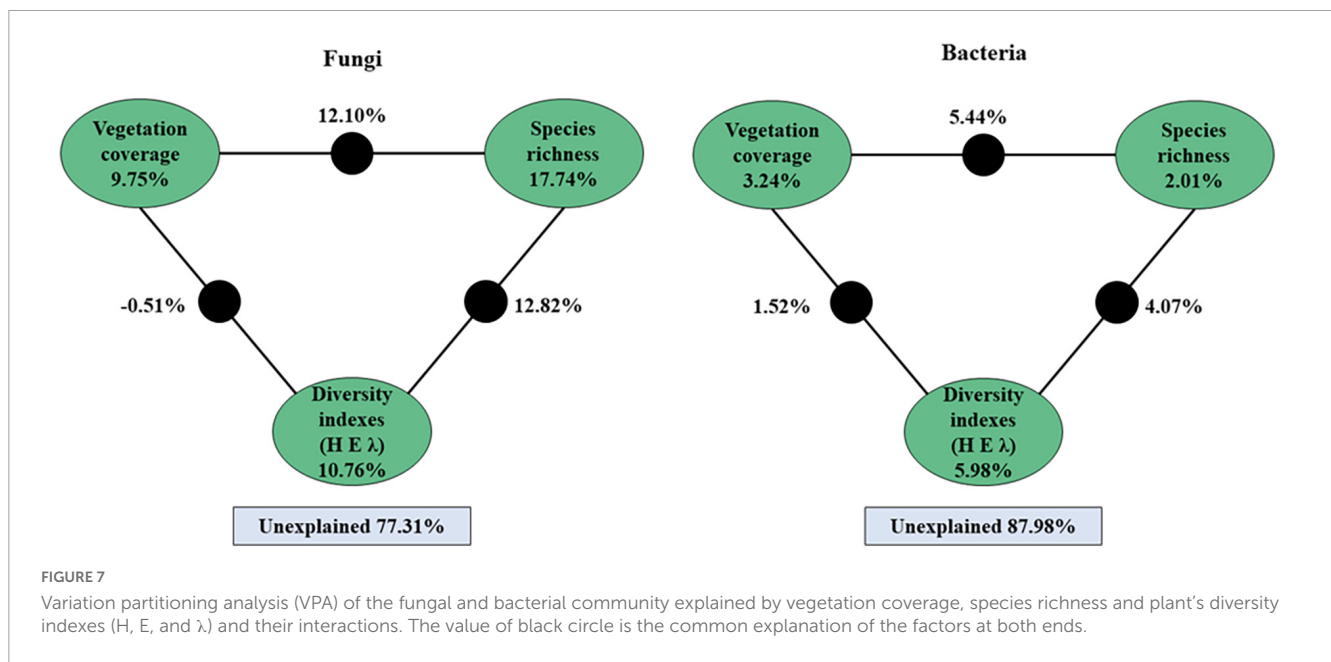 Fungi
12.10%
Vegetation
coverage
9.75%
Species
richness
17.74%
-0.51%
12.82%
Diversity
indexes
(H E λ)
10.76%
Unexplained 77.31%
Bacteria
5.44%
Vegetation
coverage
3.24%
Species
richness
2.01%
1.52%
4.07%
Diversity
indexes
(H E λ)
5.98%
Unexplained 87.98%
FIGURE 7
Variation partitioning analysis (VPA) of the fungal and bacterial community explained by vegetation coverage, species richness and plant’s diversity
indexes (H, E, and λ) and their interactions. The value of black circle is the common explanation of the factors at both ends.